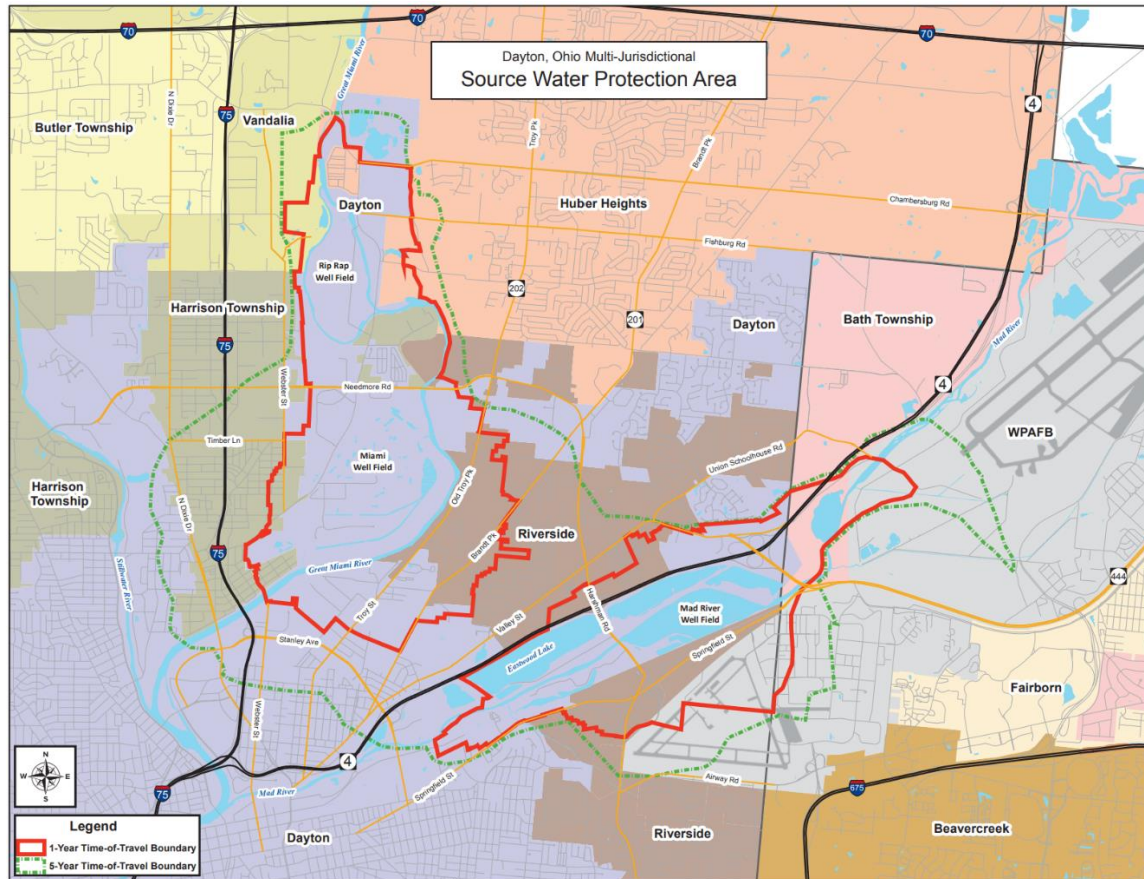 Dayton, Ohio Multi-Jurisdictional
Source Water Protection Area
70
70
70
Great Miami River
N Dixie Dr
75
Vandalia
Butler Township
4
Troy Pk
Brandt Pk
Chambersburg Rd
Dayton
Huber Heights
Fishburg Rd
Rip Rap
Well Field
202
201
Harrison Township
75
Dayton
Bath Township
Mad River
Webster St
Needmore Rd
4
WPAFB
Timber Ln
Miami
Well Field
Old Troy Pk
Union Schoolhouse Rd
Harrison
Township
N Dixie Dr
Riverside
Brandt Pk
75
Great Miami River
Stillwater River
444
Troy St
Valley St
Harshman Rd
Mad River
Well Field
Stanley Ave
Eastwood Lake
Springfield St
Webster St
Fairborn
4
Mad River
Springfield St
Airway Rd
675
75
Dayton
Riverside
Beavercreek
N
W E
S
Legend
1-Year Time-of-Travel Boundary
5-Year Time-of-Travel Boundary